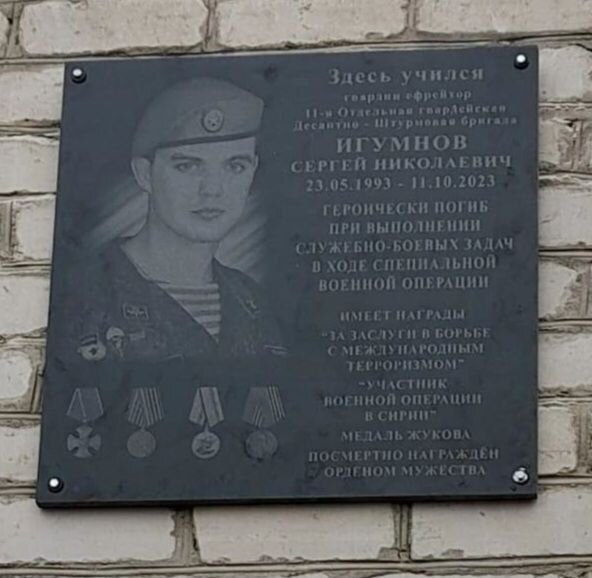 Здесь учился
гвардии ефрейтор
11-я Отдельная гвардейская
Десантно - Штурмовая бригада
ИГУМНОВ
СЕРГЕЙ НИКОЛАЕВИЧ
23.05.1993 - 11.10.2023
ГЕРОИЧЕСКИ ПОГИБ
ПРИ ВЫПОЛНЕНИИ
СЛУЖЕБНО-БОЕВЫХ ЗАДАЧ
В ХОДЕ СПЕЦИАЛЬНОЙ
ВОЕННОЙ ОПЕРАЦИИ
ИМЕЕТ НАГРАДЫ
"ЗА ЗАСЛУГИ В БОРЬБЕ
С МЕЖДУНАРОДНЫМ
ТЕРРОРИЗМОМ"
"УЧАСТНИК
ВОЕННОЙ ОПЕРАЦИИ
В СИРИИ"
МЕДАЛЬ ЖУКОВА
ПОСМЕРТНО НАГРАЖДЁН
ОРДЕНОМ МУЖЕСТВА